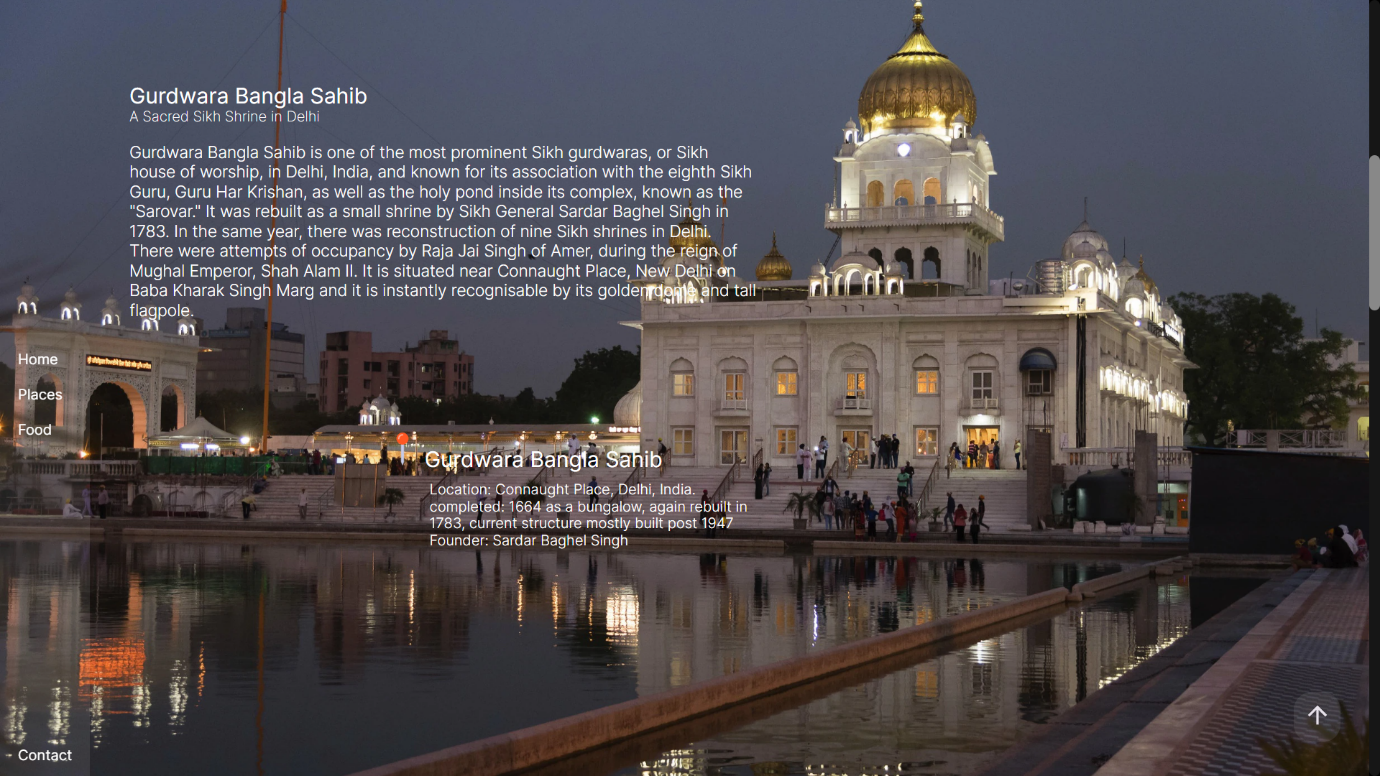 Gurdwara Bangla Sahib
A Sacred Sikh Shrine in Delhi
Gurdwara Bangla Sahib is one of the most prominent Sikh gurdwaras, or Sikh
house of worship, in Delhi, India, and known for its association with the eighth Sikh
Guru, Guru Har Krishan, as well as the holy pond inside its complex, known as the
"Sarovar." It was rebuilt as a small shrine by Sikh General Sardar Baghel Singh in
1783. In the same year, there was reconstruction of nine Sikh shrines in Delhi.
There were attempts of occupancy by Raja Jai Singh of Amer, during the reign of
Mughal Emperor, Shah Alam II. It is situated near Connaught Place, New Delhi on
Baba Kharak Singh Marg and it is instantly recognisable by its golden dome and tall
flagpole.
Home
Places
Food
Gurdwara Bangla Sahib
Location: Connaught Place, Delhi, India.
completed: 1664 as a bungalow, again rebuilt in
1783, current structure mostly built post 1947
Founder: Sardar Baghel Singh
Contact